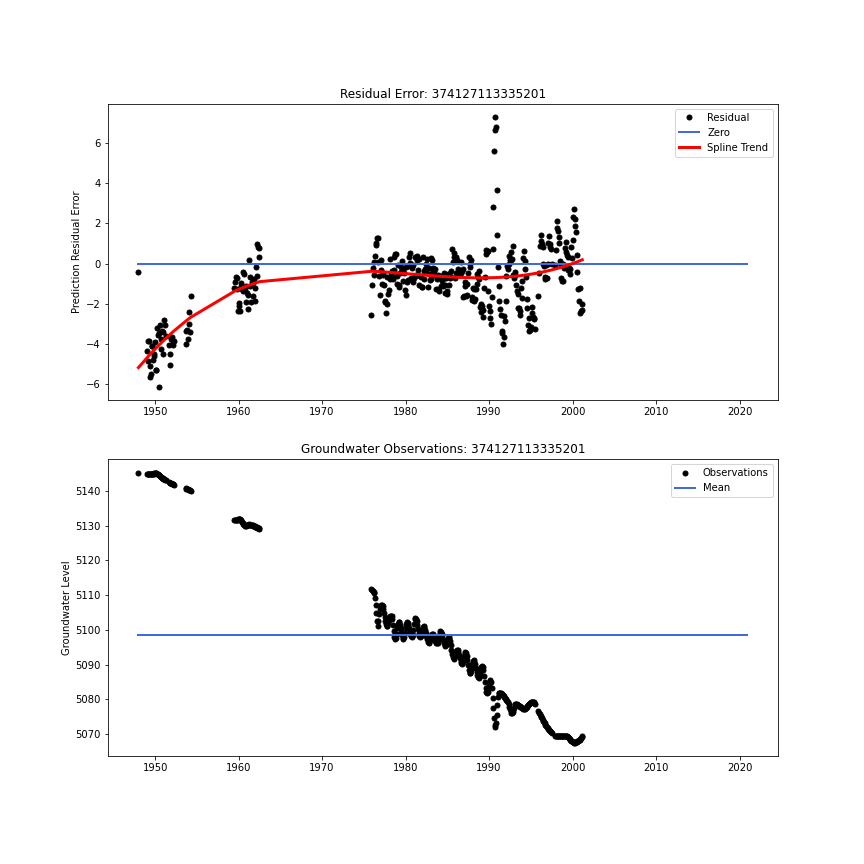 Residual Error: 374127113335201
Prediction Residual Error
6
4
2
0
−2
−4
−6
Residual
Zero
Spline Trend
1950 1960 1970 1980 1990 2000 2010 2020
Groundwater Observations: 374127113335201
Groundwater Level
5140
5130
5120
5110
5100
5090
5080
5070
Observations
Mean
1950 1960 1970 1980 1990 2000 2010 2020